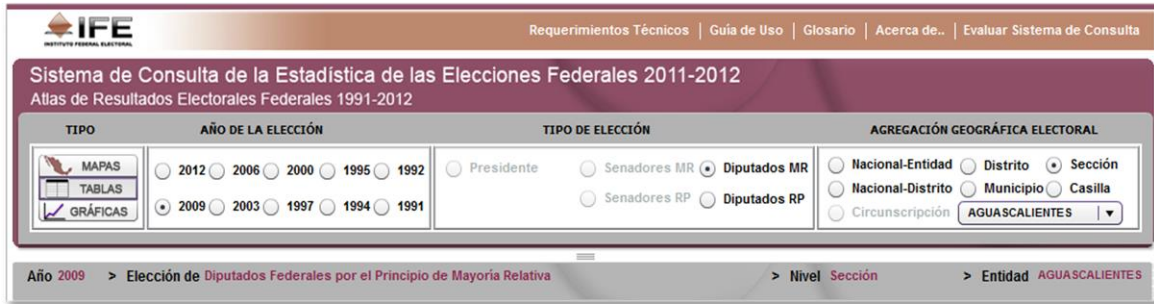 IFE
INSTITUTO FEDERAL ELECTORAL
Requerimientos Técnicos | Guía de Uso | Glosario | Acerca de.. | Evaluar Sistema de Consulta
Sistema de Consulta de la Estadística de las Elecciones Federales 2011-2012
Atlas de Resultados Electorales Federales 1991-2012
TIPO AÑO DE LA ELECCIÓN TIPO DE ELECCIÓN AGREGACIÓN GEOGRÁFICA ELECTORAL
MAPAS 2012 2006 2000 1995 1992 Presidente Senadores MR Diputados MR Nacional-Entidad Distrito Sección
TABLAS Senadores RP Diputados RP Nacional-Distrito Municipio Casilla
GRÁFICAS 2009 2003 1997 1994 1991 Circunscripción AGUASCALIENTES
Año 2009 > Elección de Diputados Federales por el Principio de Mayoría Relativa > Nivel Sección > Entidad AGUASCALIENTES